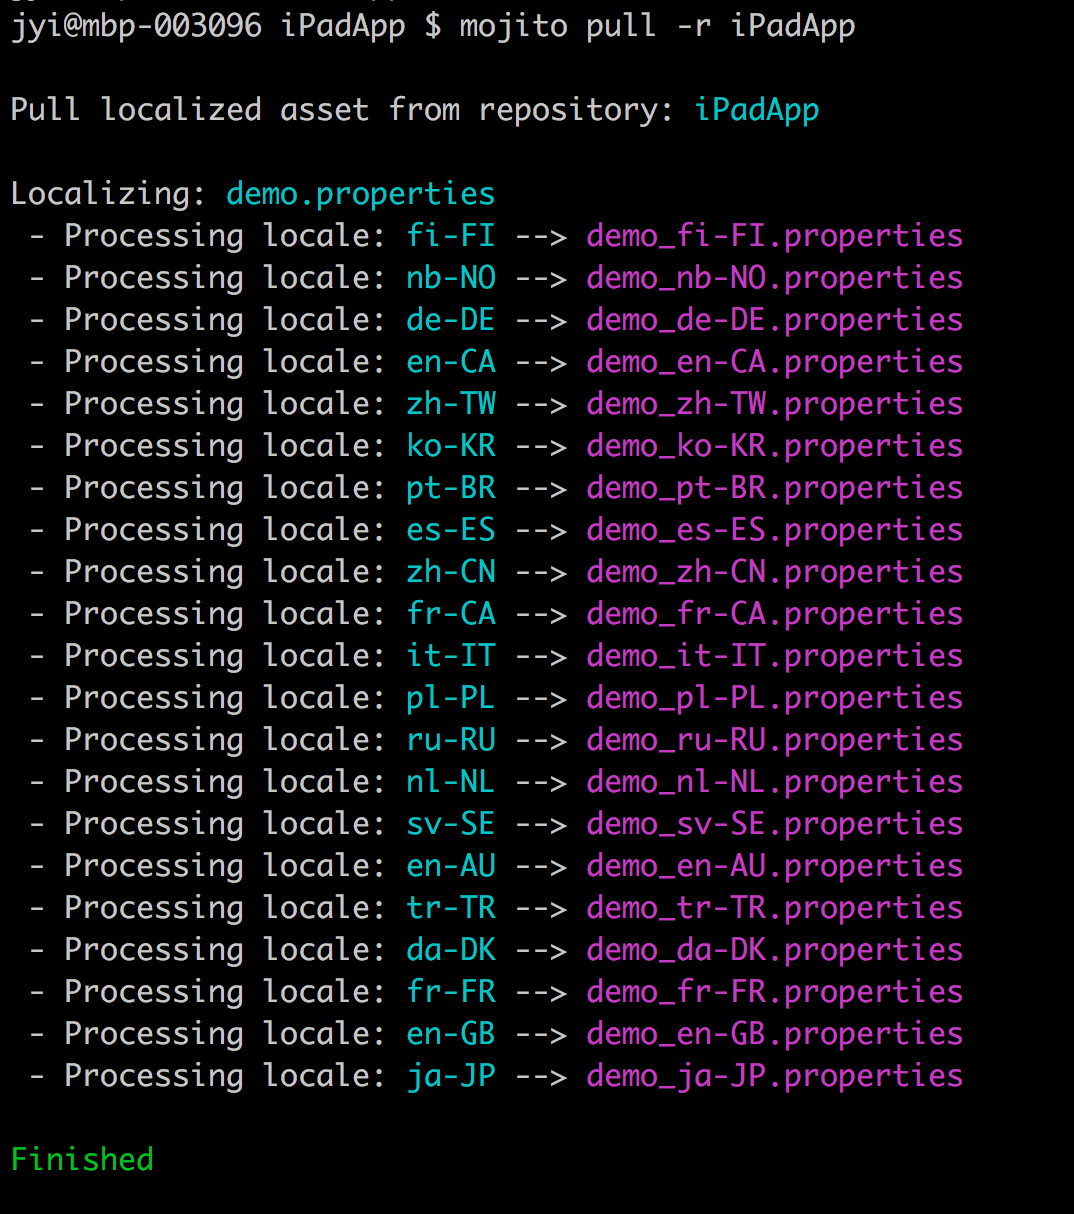 jyi@mbp-003096 iPadApp $ mojito pull -r iPadApp
Pull localized asset from repository: iPadApp
Localizing: demo.properties
- Processing locale: fi-FI --> demo_fi-FI.properties
- Processing locale: nb-NO --> demo_nb-NO.properties
- Processing locale: de-DE --> demo_de-DE.properties
- Processing locale: en-CA --> demo_en-CA.properties
- Processing locale: zh-TW --> demo_zh-TW.properties
- Processing locale: ko-KR --> demo_ko-KR.properties
- Processing locale: pt-BR --> demo_pt-BR.properties
- Processing locale: es-ES --> demo_es-ES.properties
- Processing locale: zh-CN --> demo_zh-CN.properties
- Processing locale: fr-CA --> demo_fr-CA.properties
- Processing locale: it-IT --> demo_it-IT.properties
- Processing locale: pl-PL --> demo_pl-PL.properties
- Processing locale: ru-RU --> demo_ru-RU.properties
- Processing locale: nl-NL --> demo_nl-NL.properties
- Processing locale: sv-SE --> demo_sv-SE.properties
- Processing locale: en-AU --> demo_en-AU.properties
- Processing locale: tr-TR --> demo_tr-TR.properties
- Processing locale: da-DK --> demo_da-DK.properties
- Processing locale: fr-FR --> demo_fr-FR.properties
- Processing locale: en-GB --> demo_en-GB.properties
- Processing locale: ja-JP --> demo_ja-JP.properties
Finished